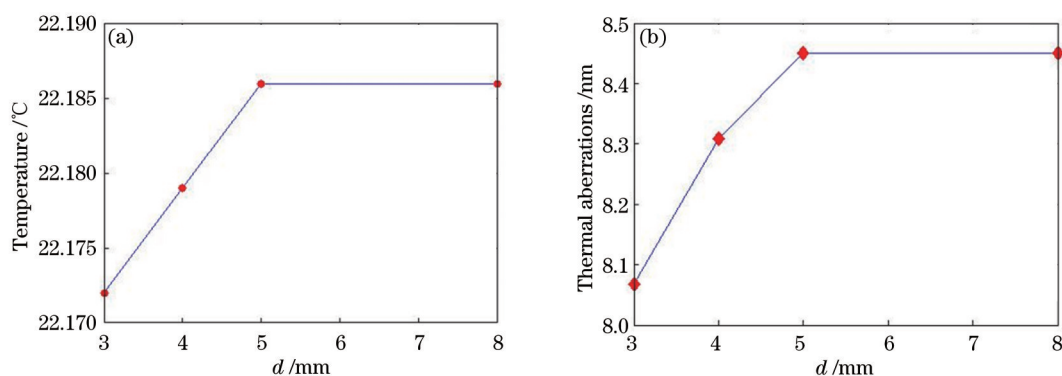 (a)
Temperature /℃
22.190
22.185
22.180
22.175
22.170
3 4 5 6 7 8
d /mm
(b)
Thermal aberrations /nm
8.5
8.4
8.3
8.2
8.1
8.0
3 4 5 6 7 8
d /mm